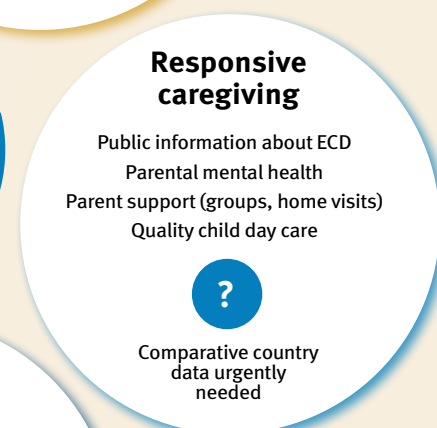 Responsive
caregiving
Public information about ECD
Parental mental health
Parent support (groups, home visits)
Quality child day care
?
Comparative country
data urgently
needed